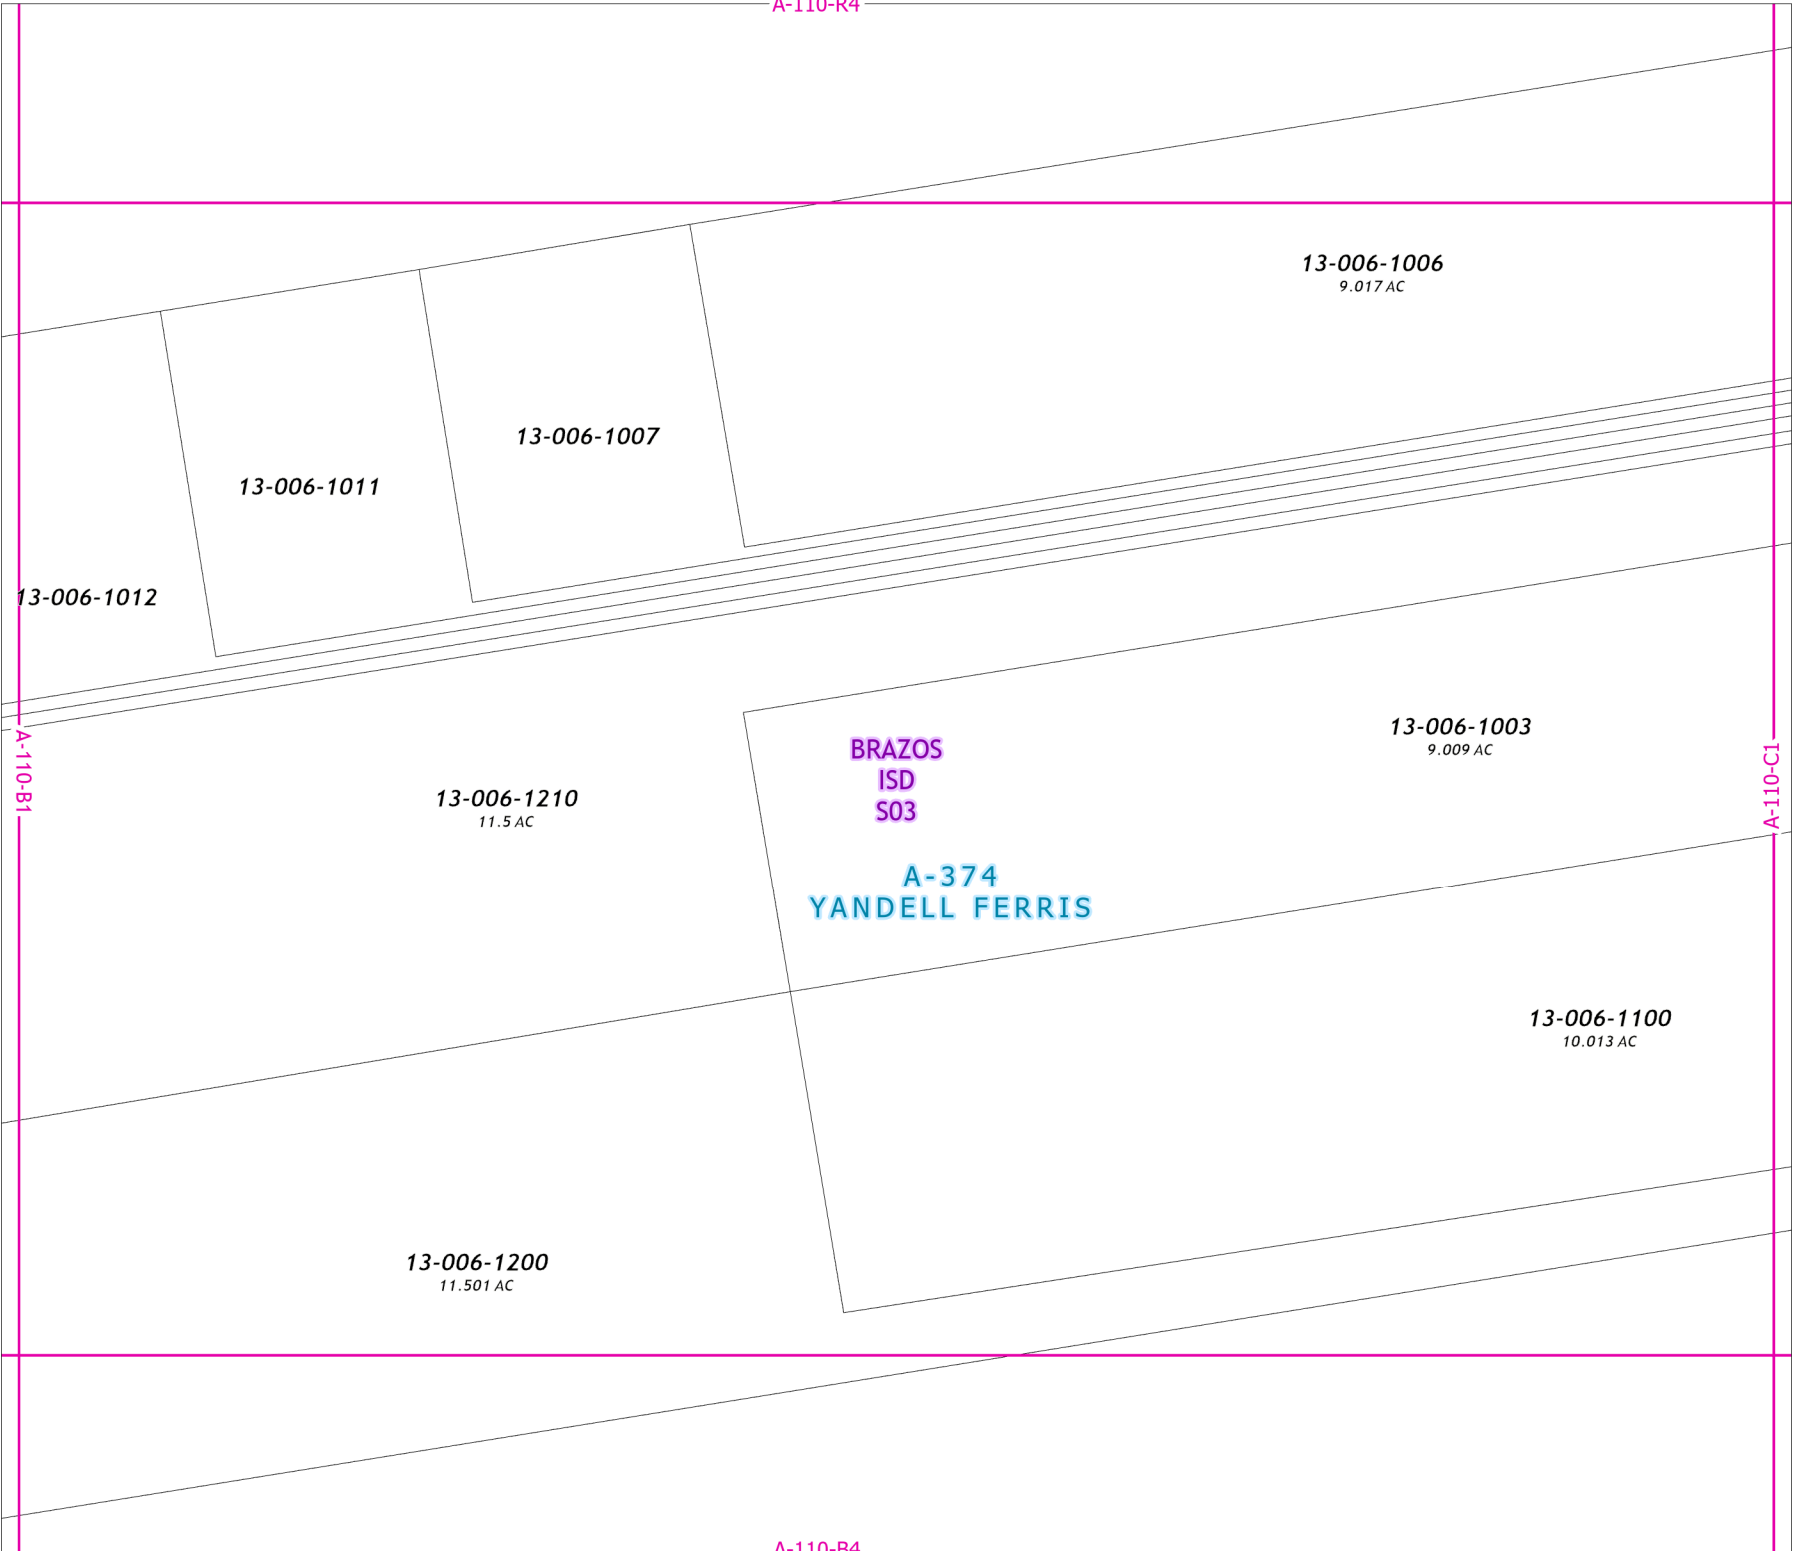 A-110-R4
13-006-1006
9.017 AC
13-006-1007
13-006-1011
13-006-1012
A-110-B1
A-110-C1
13-006-1003
9.009 AC
BRAZOS
ISD
S03
13-006-1210
11.5 AC
A-374
YANDELL FERRIS
13-006-1100
10.013 AC
13-006-1200
11.501 AC
A-110-B4